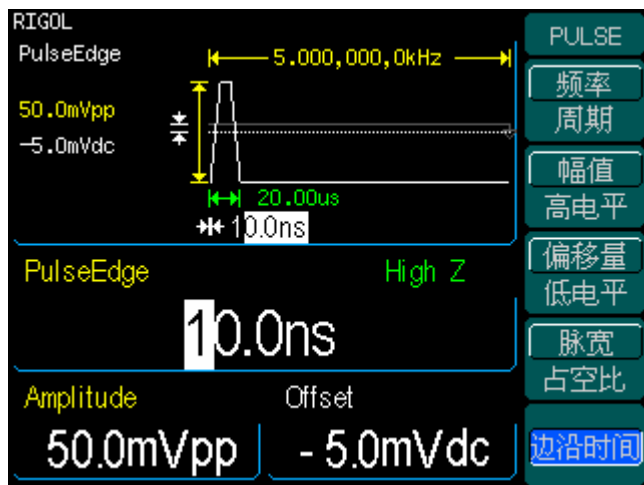 RIGOL
PulseEdge
5.000,000,0kHz
50.0mVpp
-5.0mVdc
20.00us
10.0ns
PulseEdge
High Z
10.0ns
Amplitude
Offset
50.0mVpp
- 5.0mVdc
PULSE
频率
周期
幅值
高电平
偏移量
低电平
脉宽
占空比
边沿时间